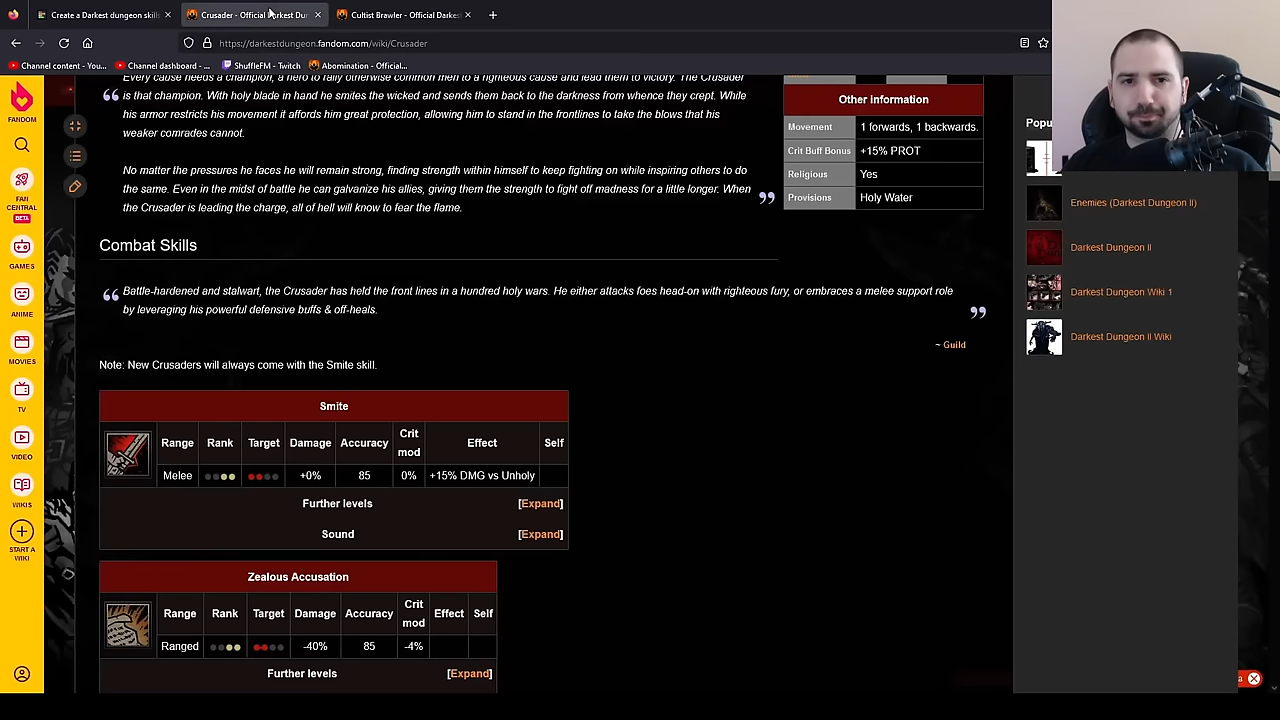 Create a Darkest dungeon skill
Crusader - Official Darkest Du
Cultist Brawler - Official Darkest
https://darkestdungeon.fandom.com/wiki/Crusader
Channel content - You...
Channel dashboard - ...
ShuffleFM - Twitch
Abomination - Official...
Every cause needs a champion, a hero to rally otherwise common men to a righteous cause and lead them to victory. The Crusader
is that champion. With holy blade in hand he smites the wicked and sends them back to the darkness from whence they crept. While
his armor restricts his movement it affords him great protection, allowing him to stand in the frontlines to take the blows that his
weaker comrades cannot.
No matter the pressures he faces he will remain strong, finding strength within himself to keep fighting on while inspiring others to do
the same. Even in the midst of battle he can galvanize his allies, giving them the strength to fight off madness for a little longer. When
the Crusader is leading the charge, all of hell will know to fear the flame.
Other information
Movement 1 forwards, 1 backwards.
Crit Buff Bonus +15% PROT
Religious Yes
Provisions Holy Water
Popu
Enemies (Darkest Dungeon II)
Darkest Dungeon II
Darkest Dungeon Wiki 1
Darkest Dungeon II Wiki
FANDOM
FAN
CENTRAL
BETA
GAMES
ANIME
MOVIES
TV
VIDEO
WIKIS
START A
WIKI
Combat Skills
Battle-hardened and stalwart, the Crusader has held the front lines in a hundred holy wars. He either attacks foes head-on with righteous fury, or embraces a melee support role
by leveraging his powerful defensive buffs & off-heals.
~ Guild
Note: New Crusaders will always come with the Smite skill.
Smite
Range Rank Target Damage Accuracy Crit mod Effect Self
Melee +0% 85 0% +15% DMG vs Unholy
Further levels [Expand]
Sound [Expand]
Zealous Accusation
Range Rank Target Damage Accuracy Crit mod Effect Self
Ranged -40% 85 -4%
Further levels [Expand]